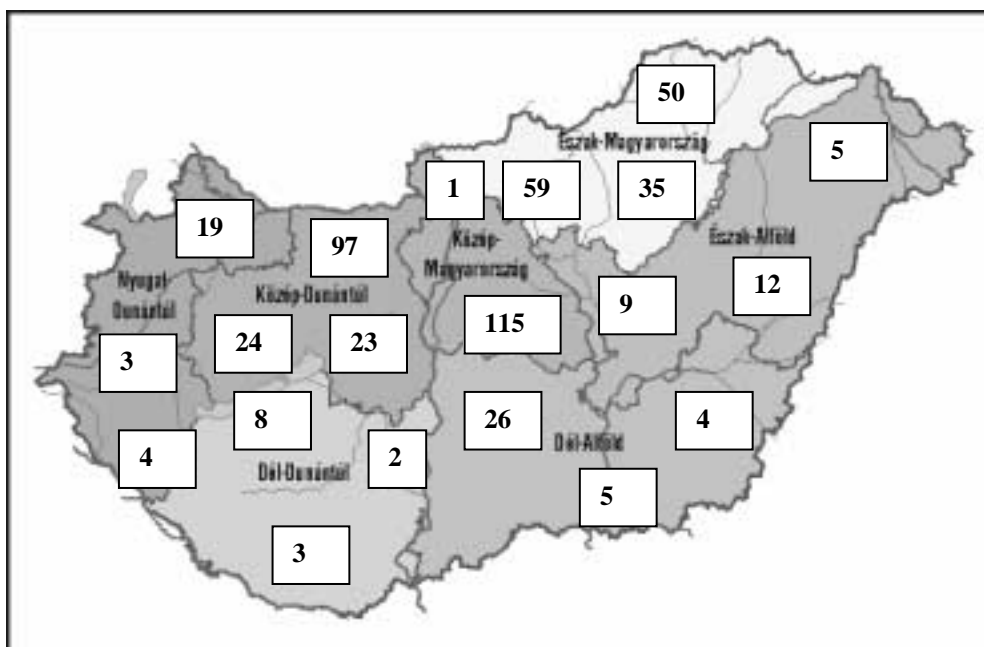 50
Észak-Magyarország
5
1
59
35
19
97
Közép-
Magyarország
Észak-Alföld
Nyugat-
Dunántúl
Közép-Dunántúl
12
9
115
3
24
23
8
26
4
4
2
Dél-Alföld
Dél-Dunántúl
5
3